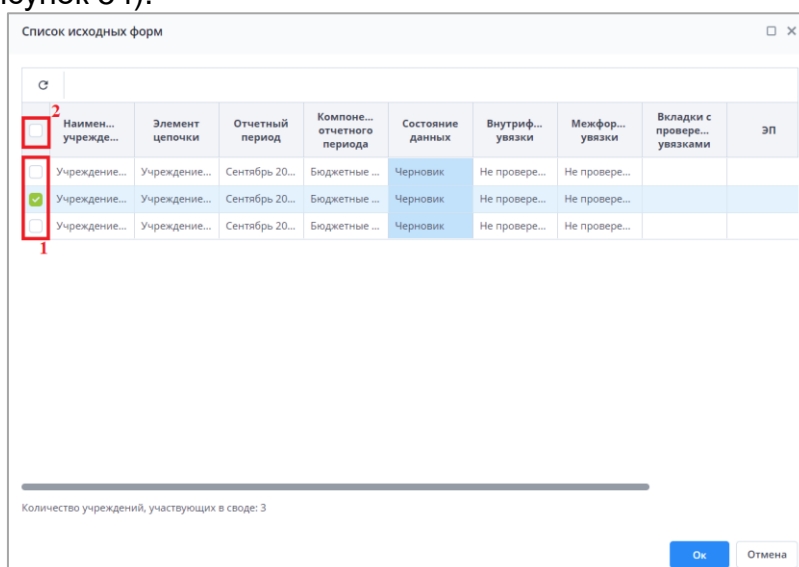 исунок 34).
Список исходных форм
2
Наимен... учрежде... Элемент цепочки Отчетный период Компоне... отчетного периода Состояние данных Внутриф... увязки Межфор... увязки Вкладки с провере... увязками ЭП
Учреждение... Учреждение... Сентябрь 20... Бюджетные ... Черновик Не провере... Не провере...
Учреждение... Учреждение... Сентябрь 20... Бюджетные ... Черновик Не провере... Не провере...
Учреждение... Учреждение... Сентябрь 20... Бюджетные ... Черновик Не провере... Не провере...
1
Количество учреждений, участвующих в своде: 3
Ок Отмена